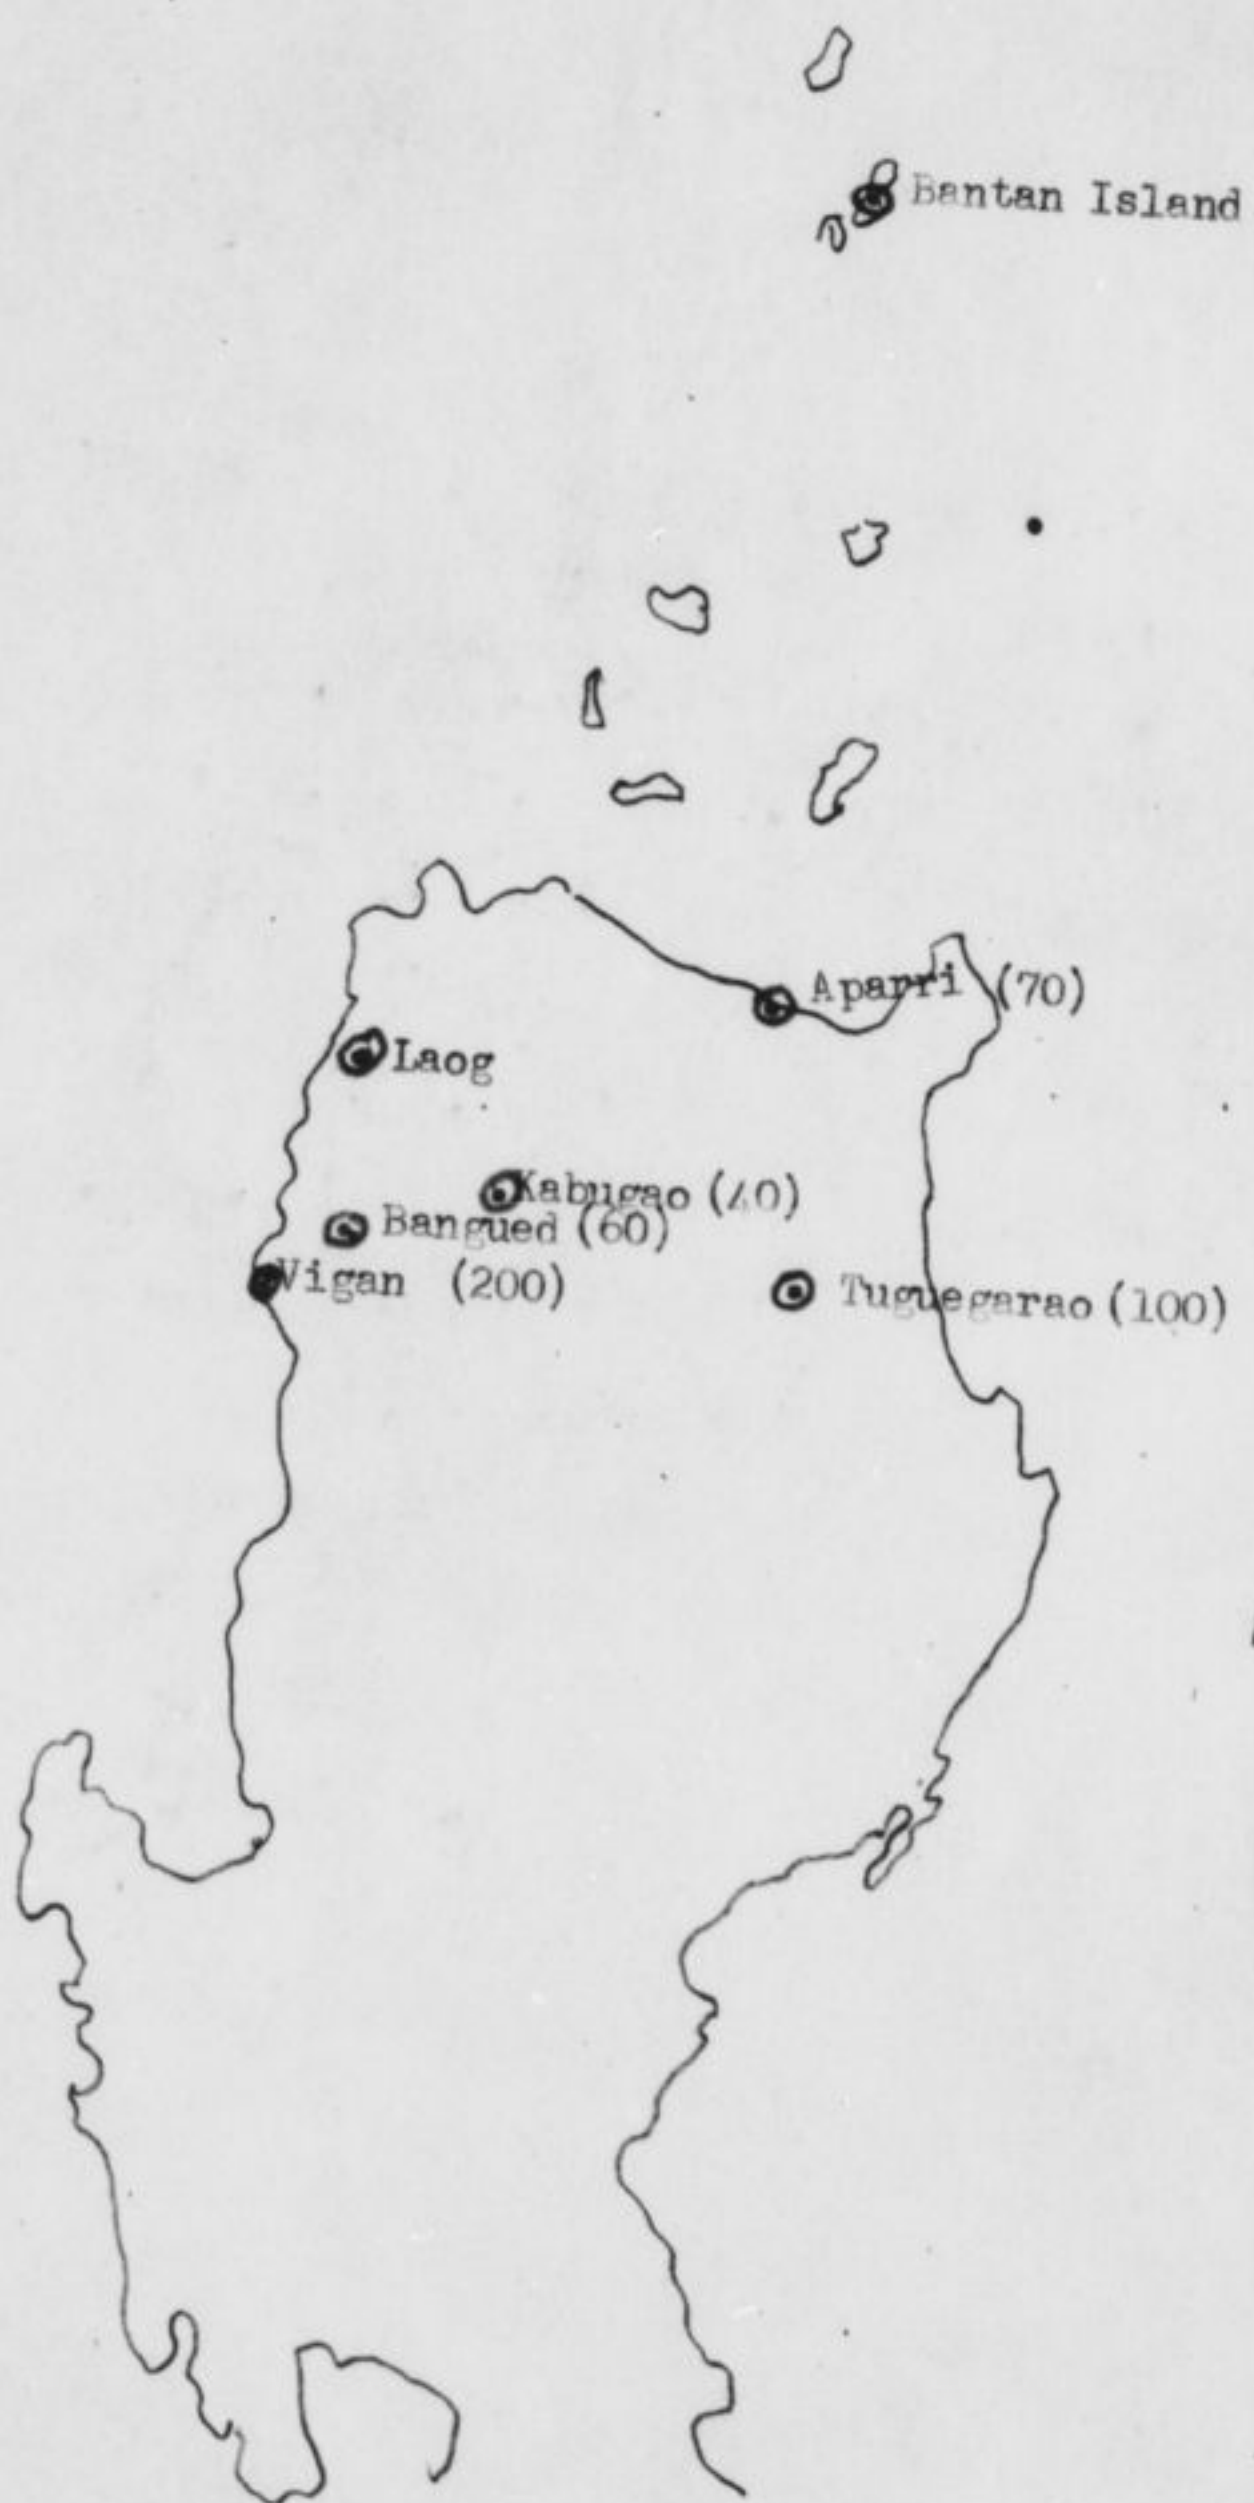 Bantan Island
Aparri (70)
Laog
Kabugao (40)
Bangued (60)
Vigan (200)
Tuguegarao (100)